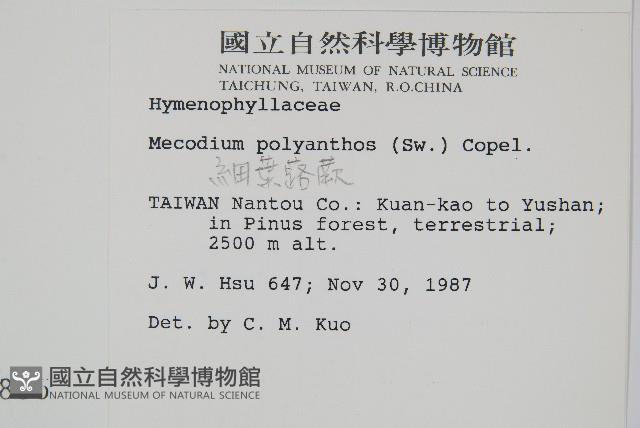 國立自然科學博物館
NATIONAL MUSEUM OF NATURAL SCIENCE
TAICHUNG, TAIWAN, R.O.CHINA
Hymenophyllaceae
Mecodium polyanthos (Sw.) Copel.
細葉蕗蕨
TAIWAN Nantou Co.: Kuan-kao to Yushan;
in Pinus forest, terrestrial;
2500 m alt.
J. W. Hsu 647; Nov 30, 1987
Det. by C. M. Kuo
國立自然科學博物館
NATIONAL MUSEUM OF NATURAL SCIENCE